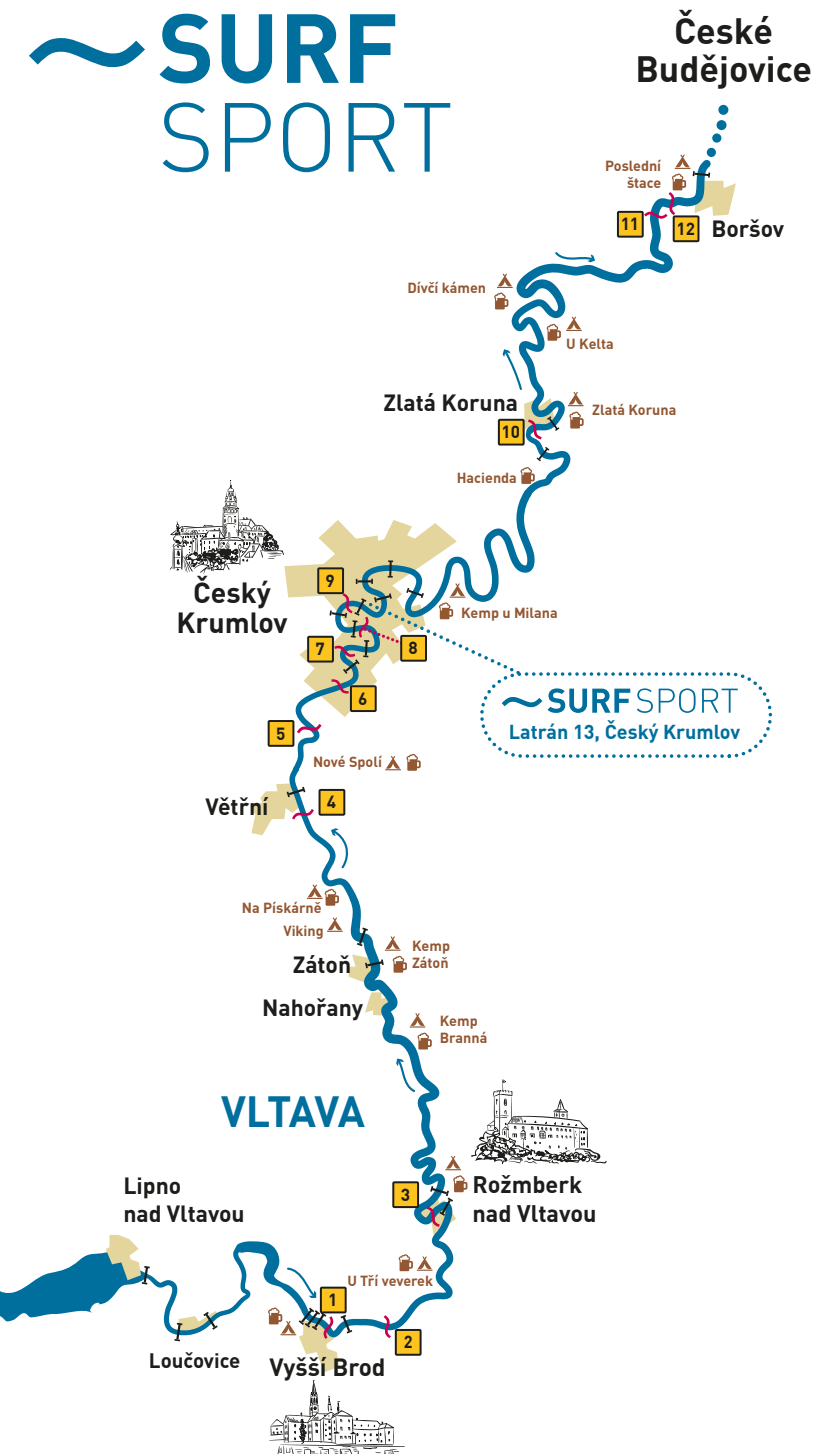 SURF
SPORT
České
Budějovice
Poslední
štace
11
12
Boršov
Dívčí kámen
U Kelta
Zlatá Koruna
Zlatá Koruna
10
Hacienda
9
Český
Krumlov
Kemp u Milana
7
8
6
SURF SPORT
Latrán 13, Český Krumlov
5
Nové Spolí
Větřní
4
Na Pískárně
Viking
Kemp
Zátoň
Zátoň
Nahořany
Kemp
Branná
VLTAVA
Lipno
nad Vltavou
3
Rožmberk
nad Vltavou
U Tří veverek
1
2
Loučovice
Vyšší Brod